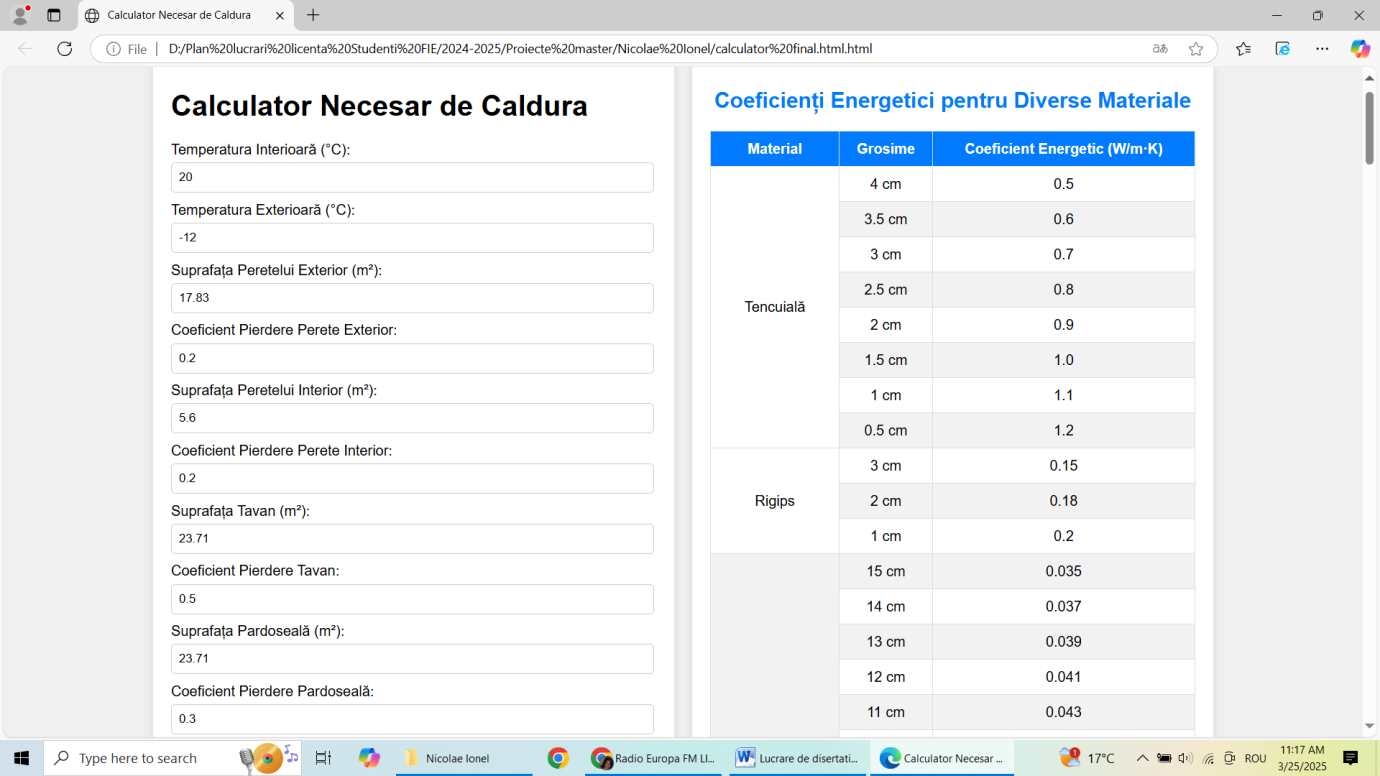 Calculator Necesar de Caldura
File
D:/Plan%20lucrari%20licenta%20Studenti%20FIE/2024-2025/Proiecte%20master/Nicolae%20Ionel/calculator%20final.html.html
aあ
Calculator Necesar de Caldura
Temperatura Interioară (°C):
20
Temperatura Exterioară (°C):
-12
Suprafața Peretelui Exterior (m²):
17.83
Coeficient Pierdere Perete Exterior:
0.2
Suprafața Peretelui Interior (m²):
5.6
Coeficient Pierdere Perete Interior:
0.2
Suprafața Tavan (m²):
23.71
Coeficient Pierdere Tavan:
0.5
Suprafața Pardoseală (m²):
23.71
Coeficient Pierdere Pardoseală:
0.3
Coeficienți Energetici pentru Diverse Materiale
Material Grosime Coeficient Energetic (W/m·K)
Tencuială
4 cm 0.5
3.5 cm 0.6
3 cm 0.7
2.5 cm 0.8
2 cm 0.9
1.5 cm 1.0
1 cm 1.1
0.5 cm 1.2
Rigips
3 cm 0.15
2 cm 0.18
1 cm 0.2
15 cm 0.035
14 cm 0.037
13 cm 0.039
12 cm 0.041
11 cm 0.043
Type here to search
Nicolae Ionel
Radio Europa FM LI...
Lucrare de disertati...
Calculator Necesar ...
1
17°C
ROU
11:17 AM
3/25/2025